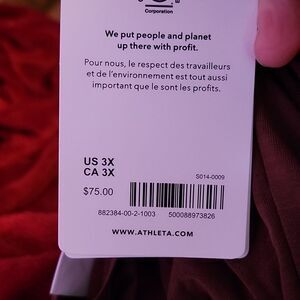 Corporation
We put people and planet
up there with profit.
Pour nous, le respect des travailleurs
et de l'environnement est tout aussi
important que le sont les profits.
US 3X
CA 3X
$75.00
S014-0009
882384-00-2-1003 500088973826
WWW.ATHLETA.COM